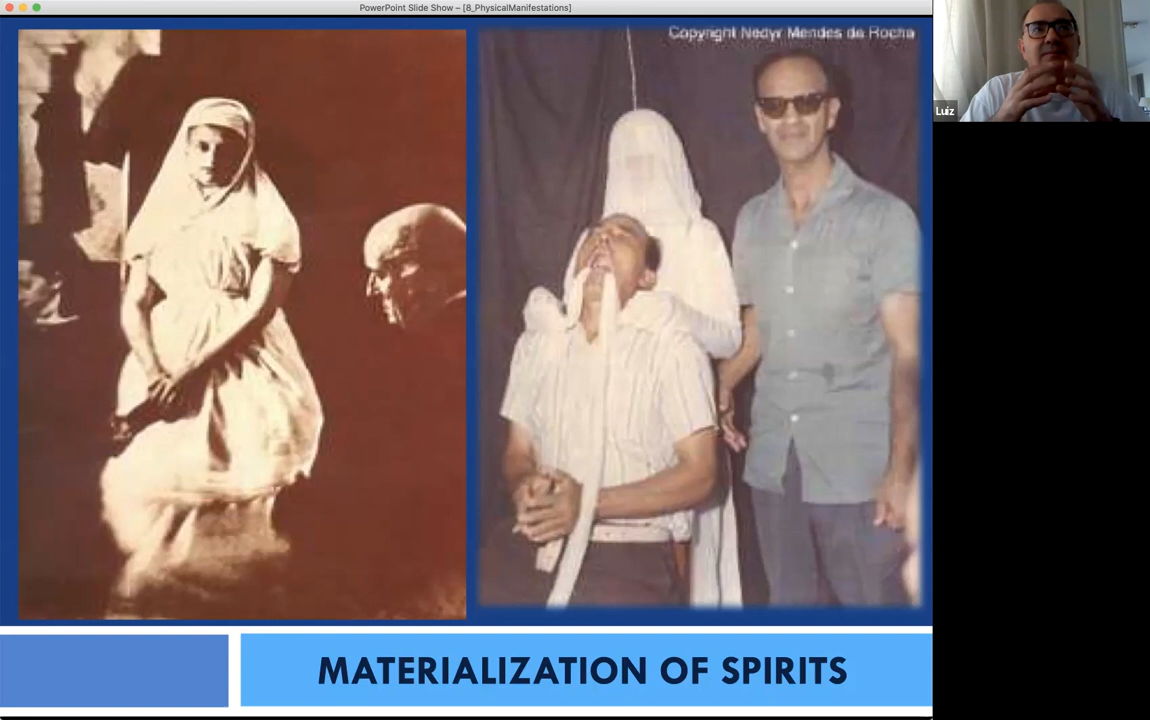 PowerPoint Slide Show – [8_PhysicalManifestations]
Copyright Nedyr Mendes da Rocha
Luiz
MATERIALIZATION OF SPIRITS